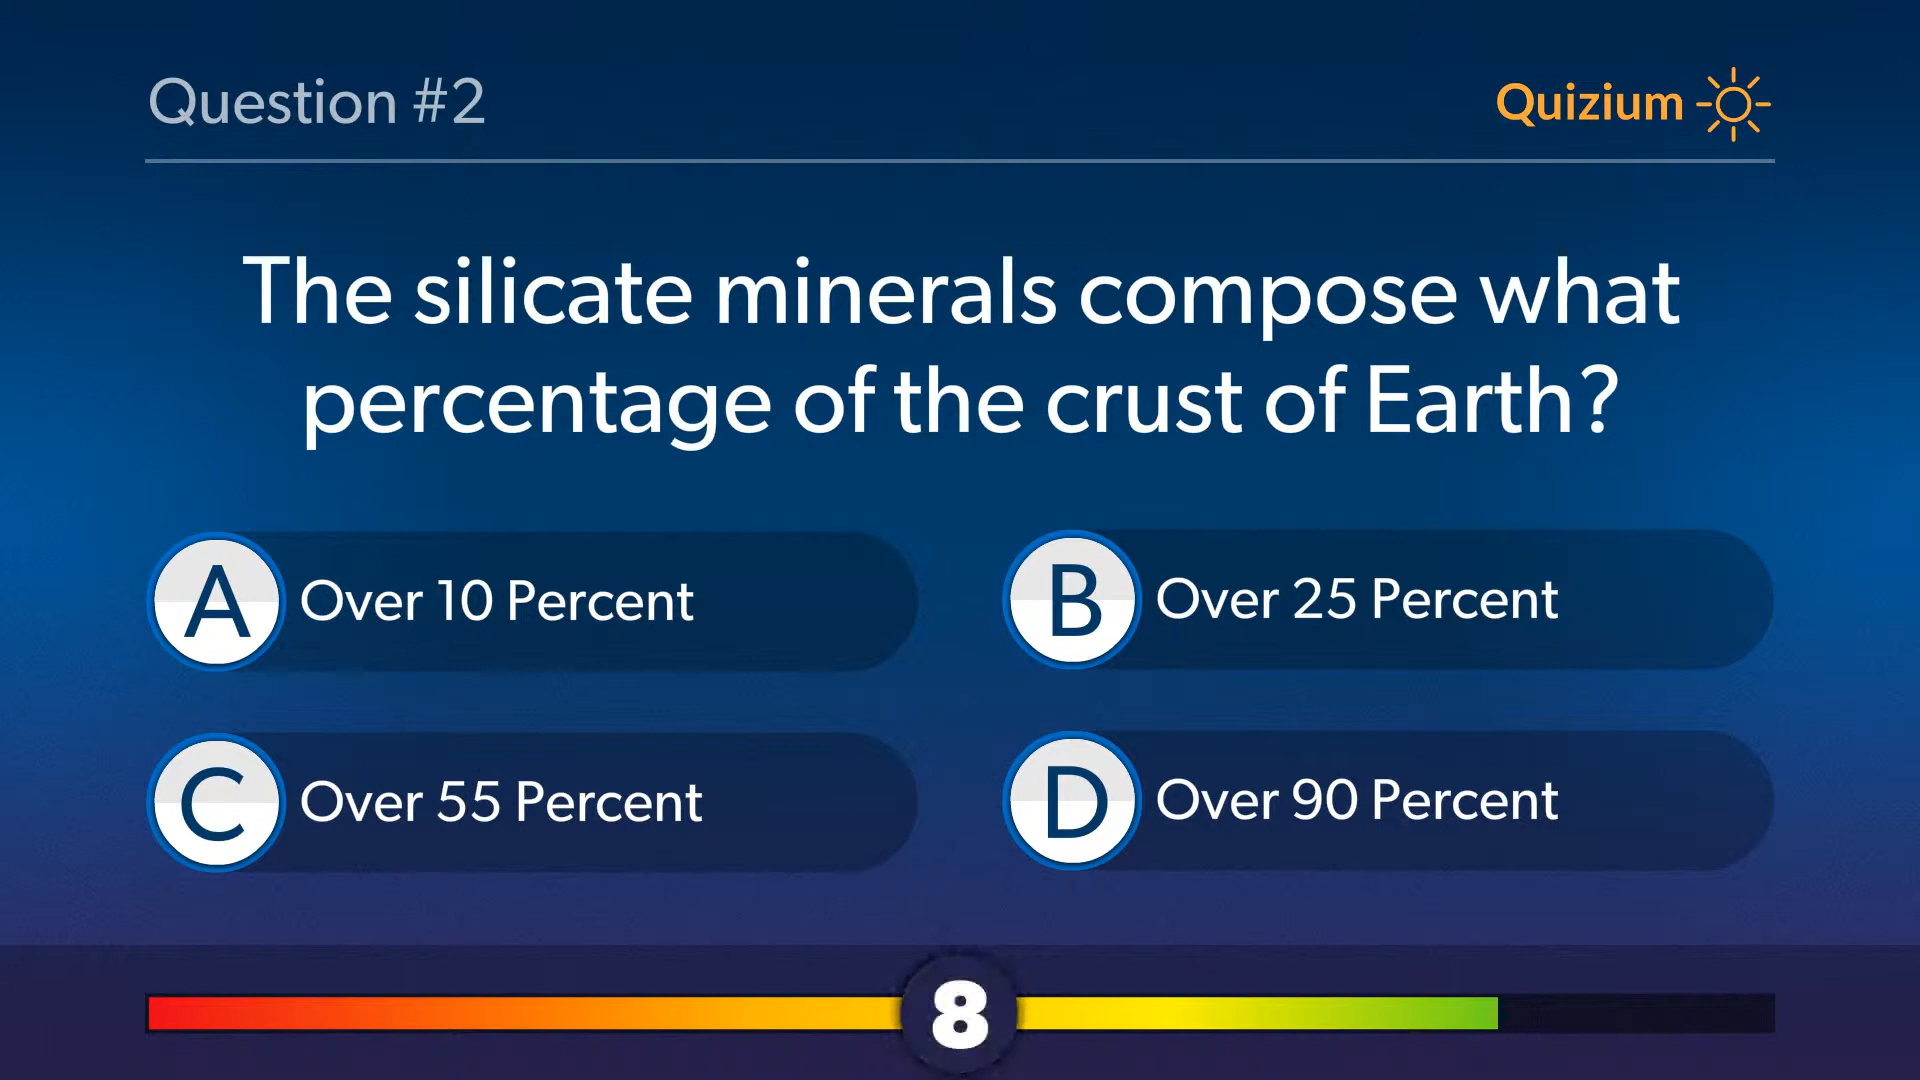 Question #2
Quizium
The silicate minerals compose what
percentage of the crust of Earth?
A Over 10 Percent
B Over 25 Percent
C Over 55 Percent
D Over 90 Percent
8